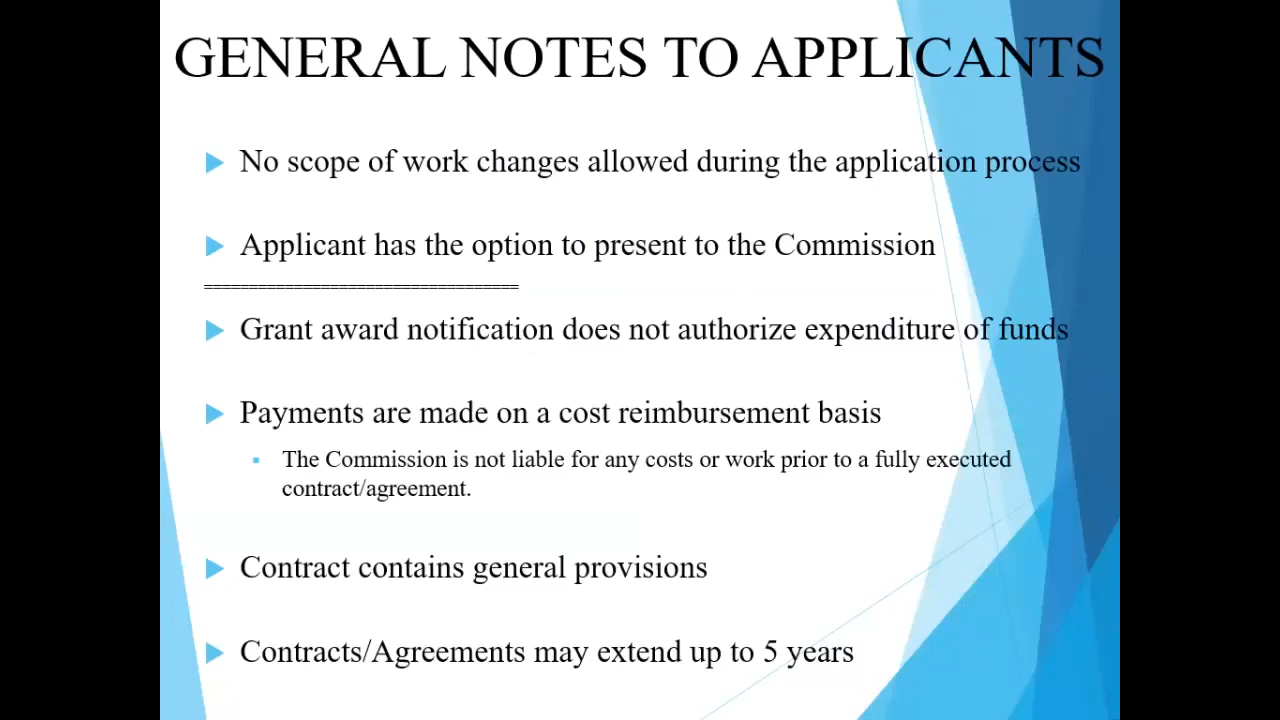 GENERAL NOTES TO APPLICANTS
No scope of work changes allowed during the application process
Applicant has the option to present to the Commission
===================================
Grant award notification does not authorize expenditure of funds
Payments are made on a cost reimbursement basis
The Commission is not liable for any costs or work prior to a fully executed
contract/agreement.
Contract contains general provisions
Contracts/Agreements may extend up to 5 years